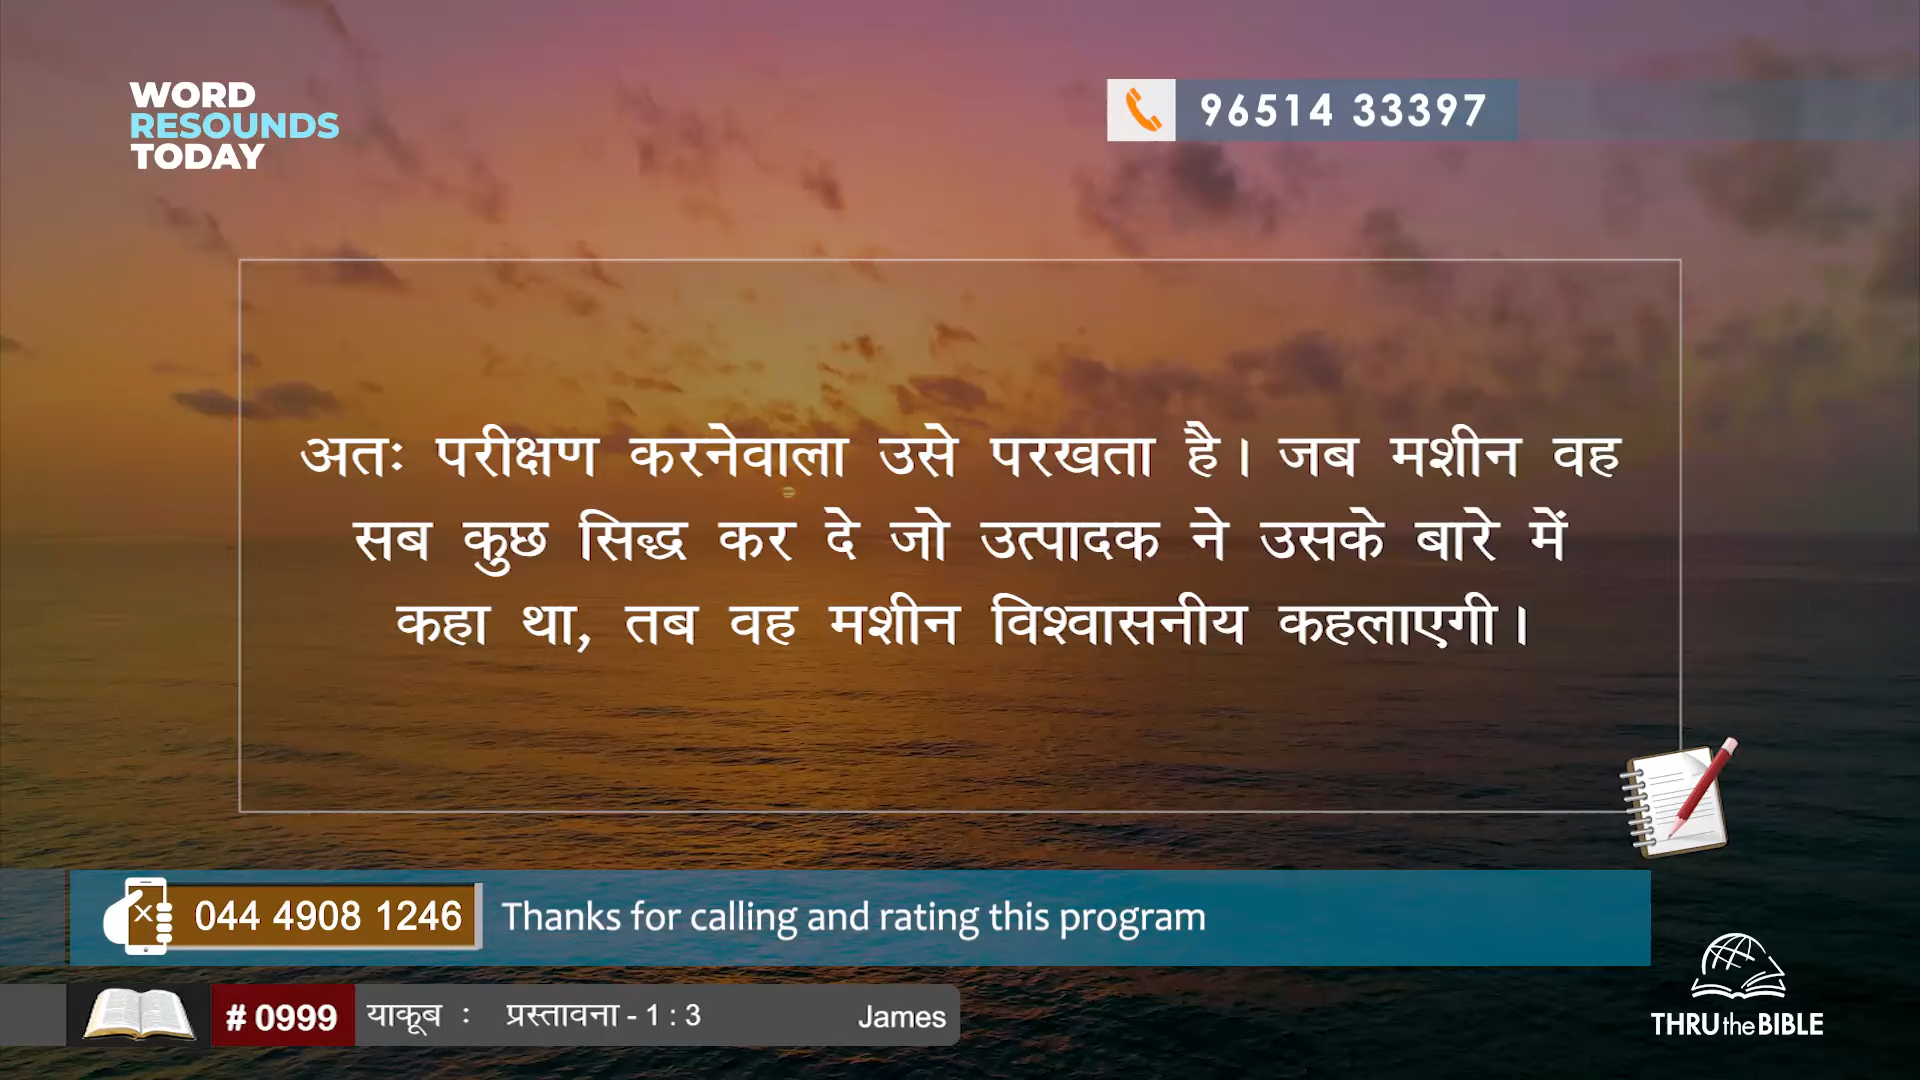 WORD
RESOUNDS
TODAY
96514 33397
अतः परीक्षण करनेवाला उसे परखता है। जब मशीन वह
सब कुछ सिद्ध कर दे जो उत्पादक ने उसके बारे में
कहा था, तब वह मशीन विश्वासनीय कहलाएगी।
044 4908 1246 Thanks for calling and rating this program
# 0999 याकूब : प्रस्तावना - 1 : 3 James
THRU the BIBLE